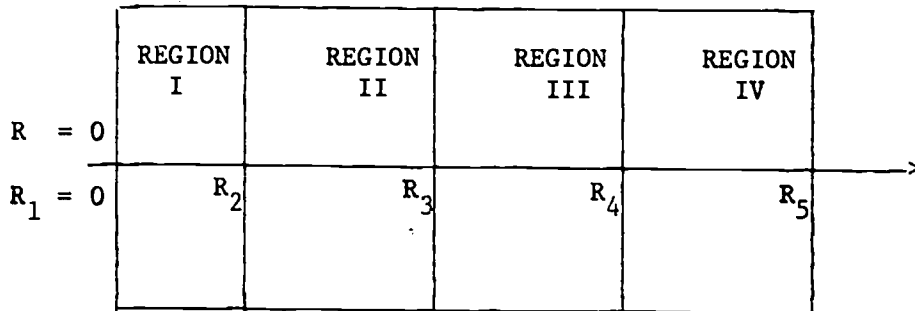 REGION I
REGION II
REGION III
REGION IV
R = 0
R₁ = 0
R₂
R₃
R₄
R₅